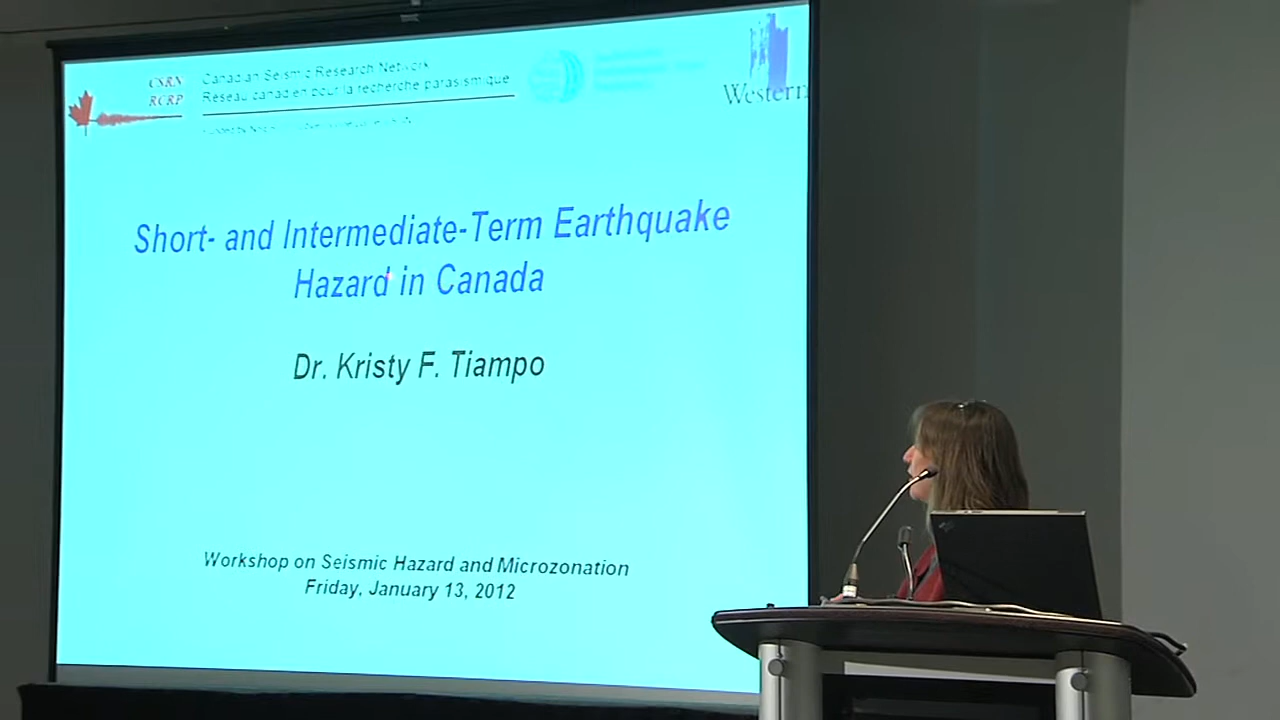 CSRN
RCRP
Canadian Seismic Research Network
Réseau canadien pour la recherche parasismique
Western
Short- and Intermediate-Term Earthquake
Hazard in Canada
Dr. Kristy F. Tiampo
Workshop on Seismic Hazard and Microzonation
Friday, January 13, 2012